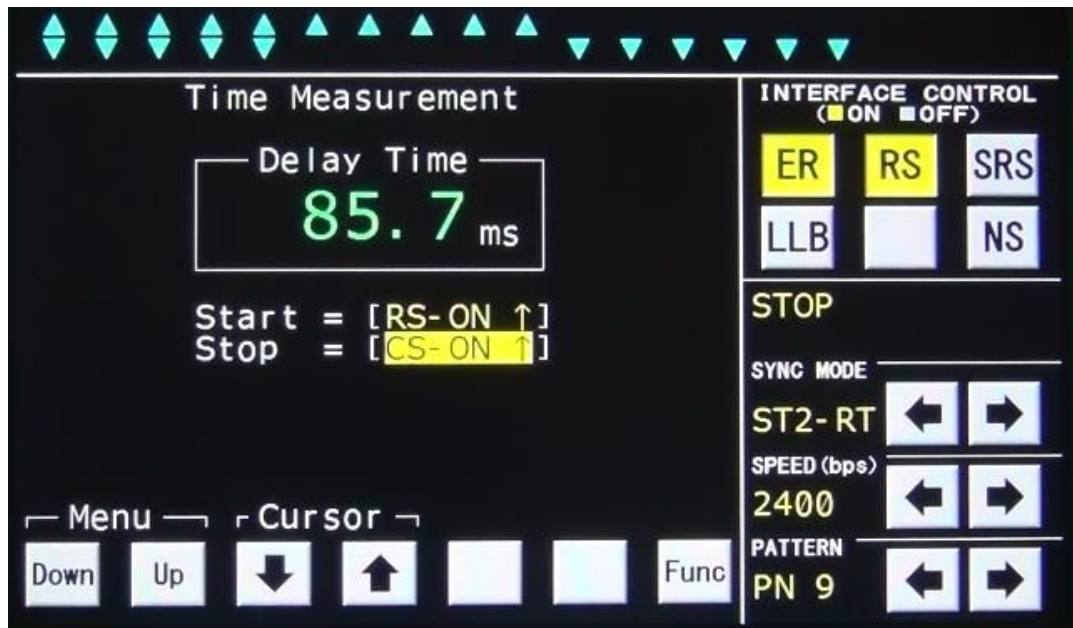 Time Measurement
Delay Time
85.7 ms
Start = [RS-ON ↑]
Stop = [CS-ON ↑]
Menu
Cursor
Down
Up
Func
INTERFACE CONTROL
(ON OFF)
ER RS SRS
LLB NS
STOP
SYNC MODE
ST2-RT
SPEED(bps)
2400
PATTERN
PN 9